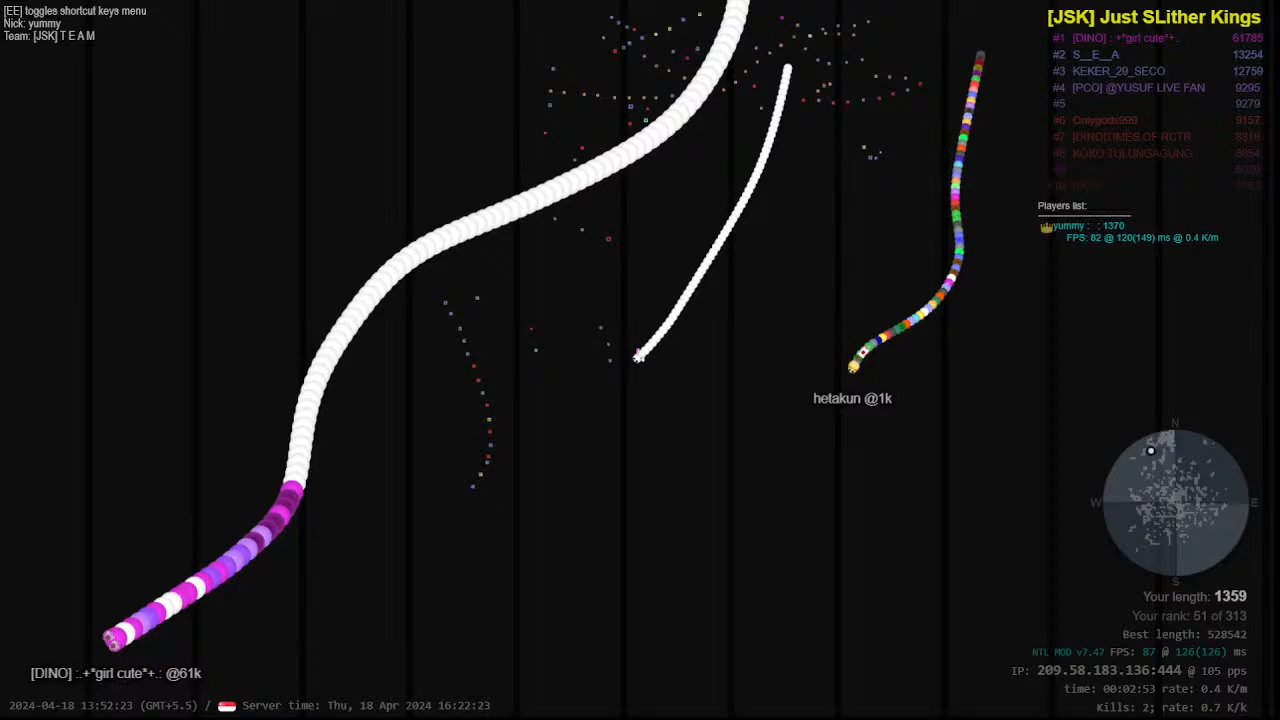 [EE] toggles shortcut keys menu
Nick: yummy
Team: [JSK] T E A M
[JSK] Just SLither Kings
#1 [DINO] : +*girl cute*+.. 61785
#2 S__E__A 13254
#3 KEKER_29_SECO 12759
#4 [PCO] @YUSUF LIVE FAN 9295
#5 9279
#6 Onlygods999 9157
#7
#8 KOKO TULUNGAGUNG
Players list:
yummy : : 1370
FPS: 82 @ 120(149) ms @ 0.4 K/m
hetakun @1k
N
W E
S
Your length: 1359
Your rank: 51 of 313
Best length: 528542
NTL MOD v7.47 FPS: 87 @ 126(126) ms
IP: 209.58.183.136:444 @ 105 pps
time: 00:02:53 rate: 0.4 K/m
Kills: 2; rate: 0.7 K/k
[DINO] :.+*girl cute*+.: @61k
2024-04-18 13:52:23 (GMT+5.5) / Server time: Thu, 18 Apr 2024 16:22:23